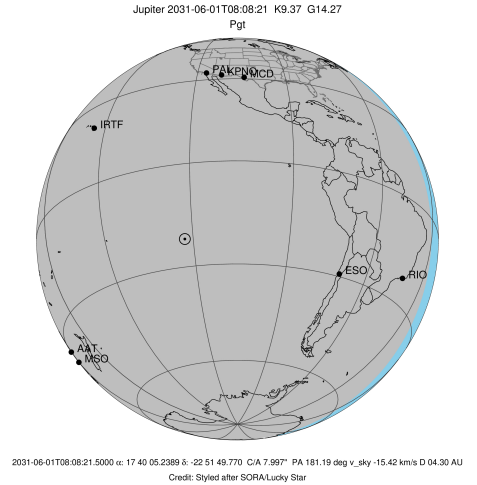 Jupiter 2031-06-01T08:08:21 K9.37 G14.27
Pgt
PAL KPNO MCD
IRTF
ESO
RIO
AAT
MSO
2031-06-01T08:08:21.5000 α: 17 40 05.2389 δ: -22 51 49.770 C/A 7.997" PA 181.19 deg v_sky -15.42 km/s D 04.30 AU
Credit: Styled after SORA/Lucky Star